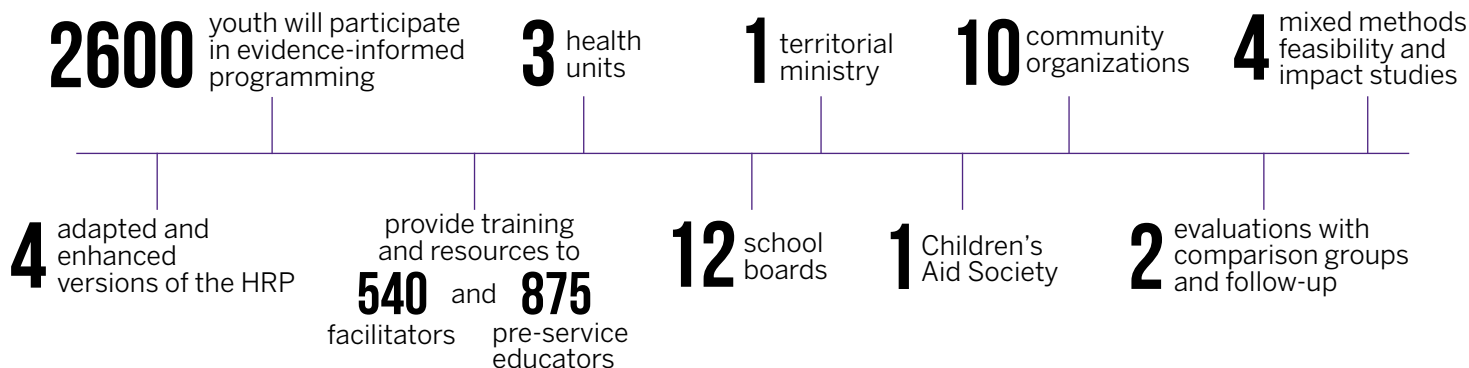 2600 youth will participate
in evidence-informed
programming
3 health
units
1 territorial
ministry
10 community
organizations
4 mixed methods
feasibility and
impact studies
4 adapted and
enhanced
versions of the HRP
provide training
and resources to
540 and 875
facilitators pre-service
educators
12 school
boards
1 Children's
Aid Society
2 evaluations with
comparison groups
and follow-up